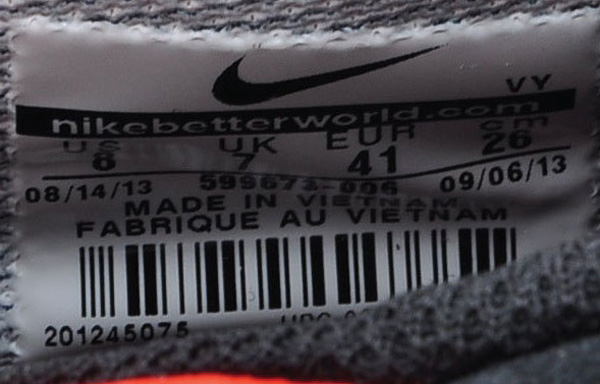 VY
nikebetterworld.com
US UK EUR cm
8 7 41 26
08/14/13 599673-006 09/06/13
MADE IN VIETNAM
FABRIQUE AU VIETNAM
201245075